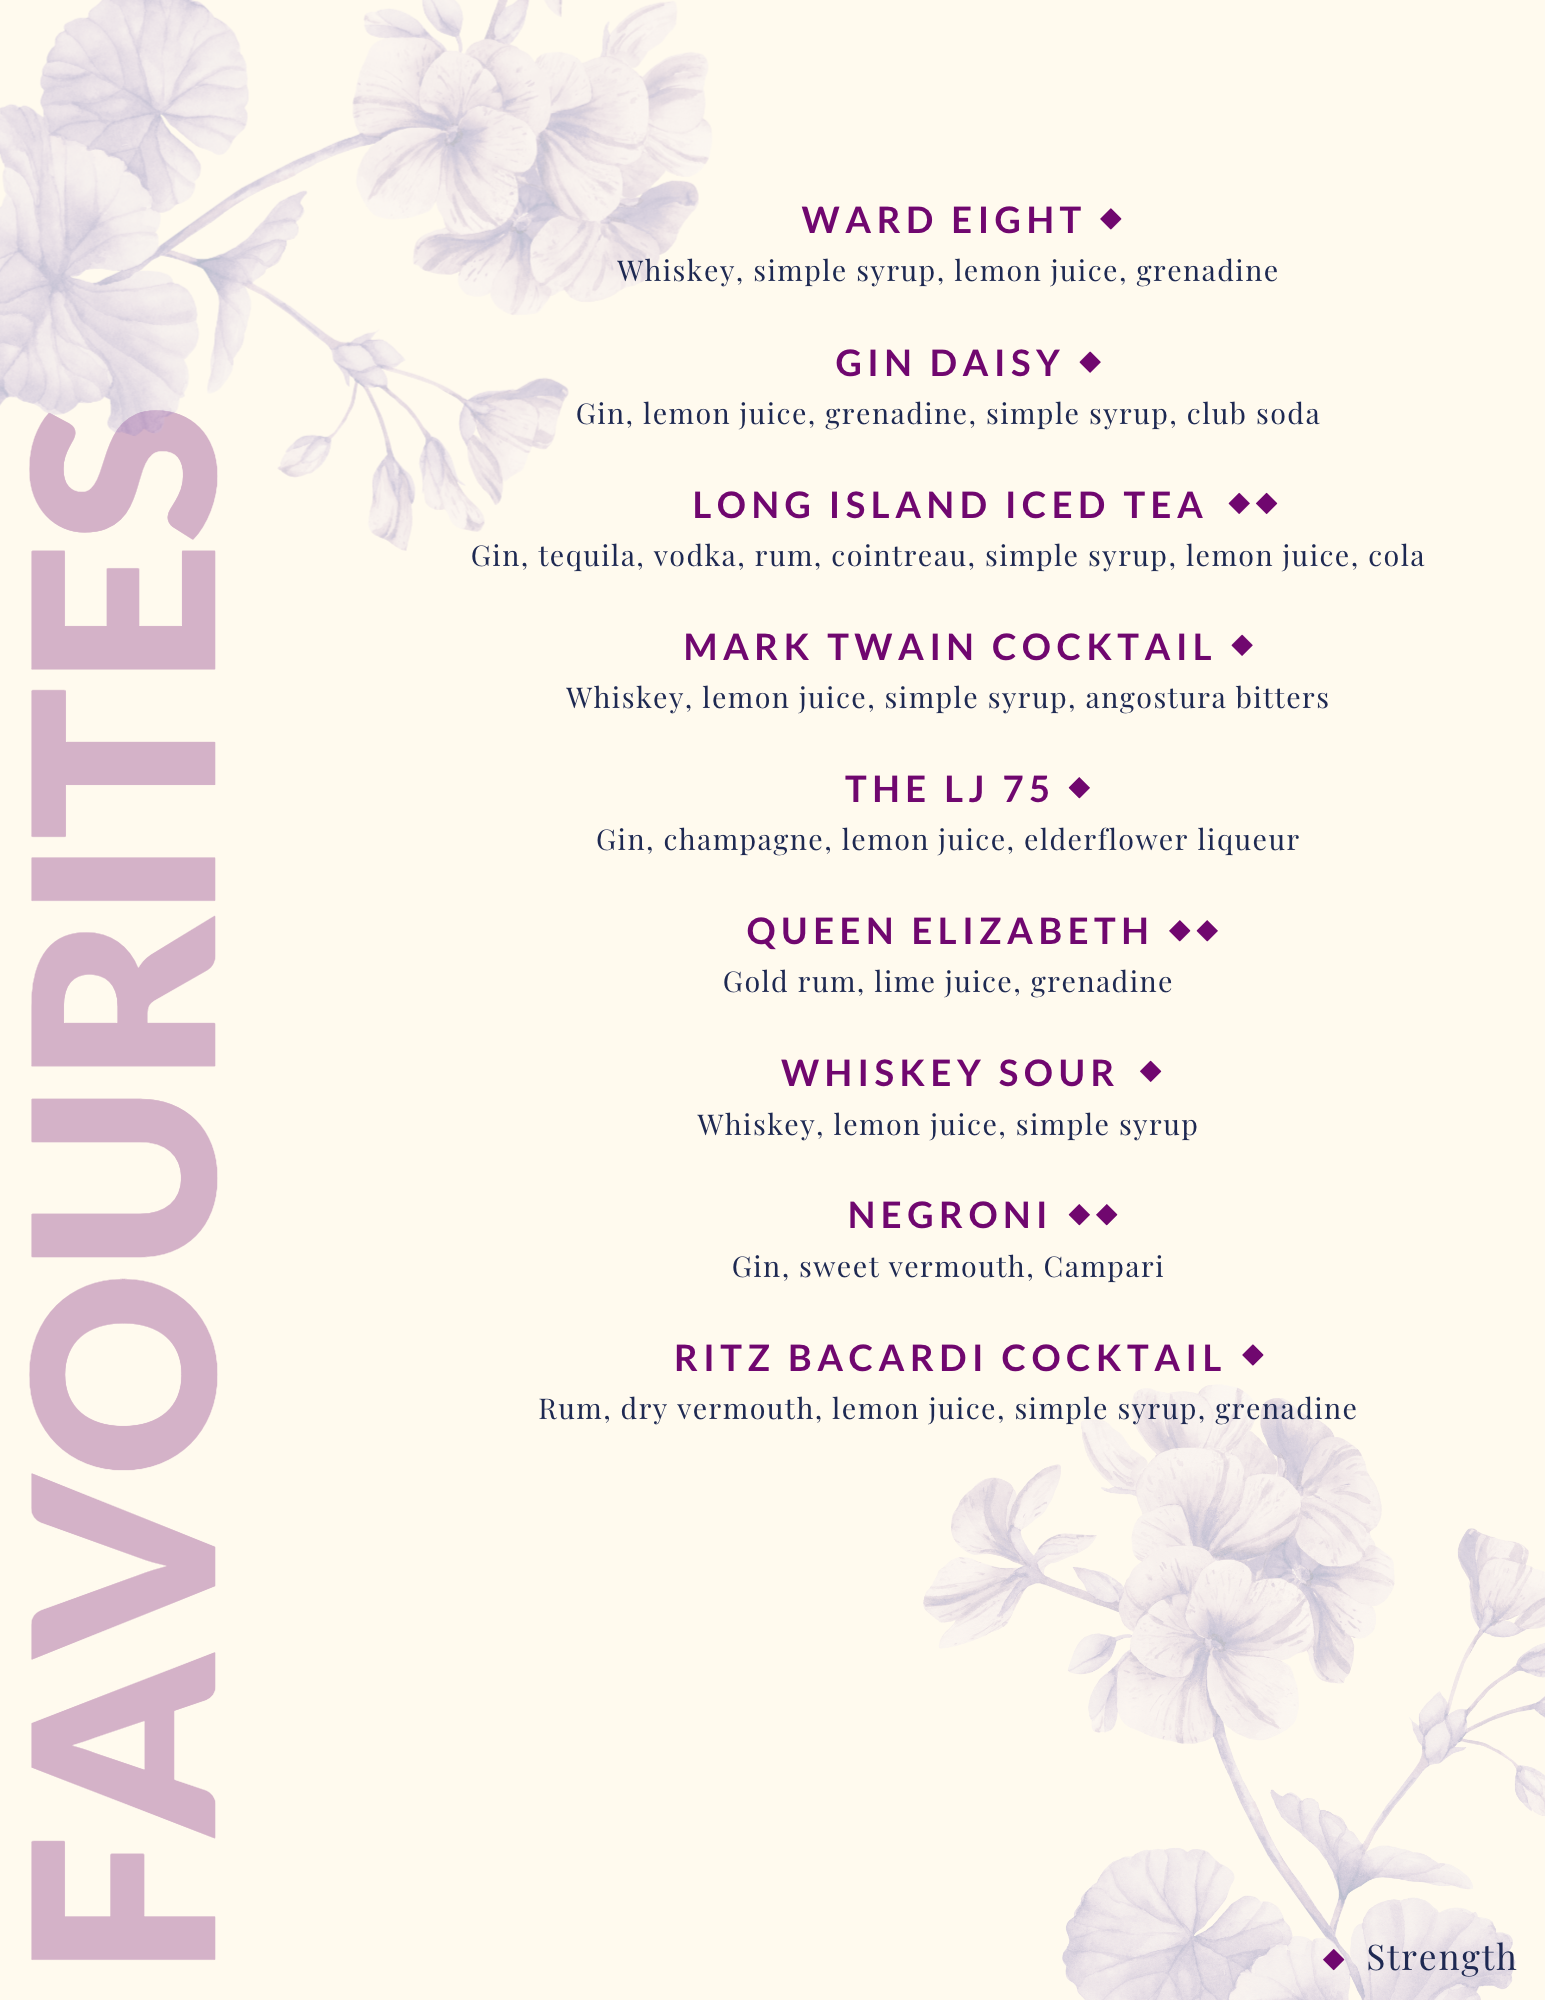 FAVOURITES
WARD EIGHT ◆
Whiskey, simple syrup, lemon juice, grenadine
GIN DAISY ◆
Gin, lemon juice, grenadine, simple syrup, club soda
LONG ISLAND ICED TEA ◆◆
Gin, tequila, vodka, rum, cointreau, simple syrup, lemon juice, cola
MARK TWAIN COCKTAIL ◆
Whiskey, lemon juice, simple syrup, angostura bitters
THE LJ 75 ◆
Gin, champagne, lemon juice, elderflower liqueur
QUEEN ELIZABETH ◆◆
Gold rum, lime juice, grenadine
WHISKEY SOUR ◆
Whiskey, lemon juice, simple syrup
NEGRONI ◆◆
Gin, sweet vermouth, Campari
RITZ BACARDI COCKTAIL ◆
Rum, dry vermouth, lemon juice, simple syrup, grenadine
◆ Strength